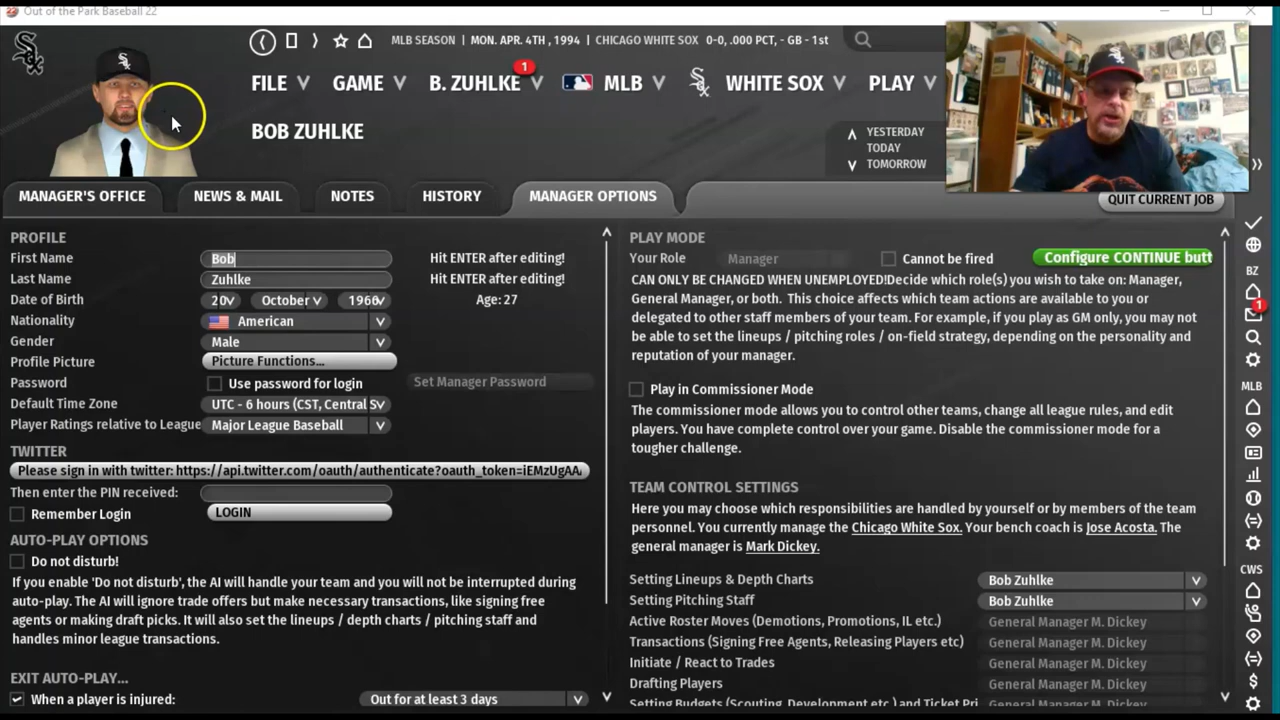 Out of the Park Baseball 22
MLB SEASON | MON. APR. 4TH, 1994 | CHICAGO WHITE SOX 0-0, .000 PCT, - GB - 1st
FILE GAME B. ZUHLKE 1 MLB WHITE SOX PLAY
BOB ZUHLKE
YESTERDAY
TODAY
TOMORROW
MANAGER'S OFFICE NEWS & MAIL NOTES HISTORY MANAGER OPTIONS QUIT CURRENT JOB
PROFILE
First Name Bob Hit ENTER after editing!
Last Name Zuhlke Hit ENTER after editing!
Date of Birth 20 October 1966 Age: 27
Nationality American
Gender Male
Profile Picture Picture Functions...
Password Use password for login Set Manager Password
Default Time Zone UTC - 6 hours (CST, Central S
Player Ratings relative to League Major League Baseball
TWITTER
Please sign in with twitter: https://api.twitter.com/oauth/authenticate?oauth_token=iEMzUgAA
Then enter the PIN received:
Remember Login LOGIN
AUTO-PLAY OPTIONS
Do not disturb!
If you enable 'Do not disturb', the AI will handle your team and you will not be interrupted during
auto-play. The AI will ignore trade offers but make necessary transactions, like signing free
agents or making draft picks. It will also set the lineups / depth charts / pitching staff and
handles minor league transactions.
EXIT AUTO-PLAY...
When a player is injured: Out for at least 3 days
PLAY MODE
Your Role Manager Cannot be fired Configure CONTINUE butt
CAN ONLY BE CHANGED WHEN UNEMPLOYED!Decide which role(s) you wish to take on: Manager,
General Manager, or both. This choice affects which team actions are available to you or
delegated to other staff members of your team. For example, if you play as GM only, you may not
be able to set the lineups / pitching roles / on-field strategy, depending on the personality and
reputation of your manager.
Play in Commissioner Mode
The commissioner mode allows you to control other teams, change all league rules, and edit
players. You have complete control over your game. Disable the commissioner mode for a
tougher challenge.
TEAM CONTROL SETTINGS
Here you may choose which responsibilities are handled by yourself or by members of the team
personnel. You currently manage the Chicago White Sox. Your bench coach is Jose Acosta. The
general manager is Mark Dickey.
Setting Lineups & Depth Charts Bob Zuhlke
Setting Pitching Staff Bob Zuhlke
Active Roster Moves (Demotions, Promotions, IL etc.) General Manager M. Dickey
Transactions (Signing Free Agents, Releasing Players etc) General Manager M. Dickey
Initiate / React to Trades General Manager M. Dickey
Drafting Players General Manager M. Dickey
Setting Budgets (Scouting, Development etc.) and Ticket Pri General Manager M. Dickey
BZ
1
MLB
CWS